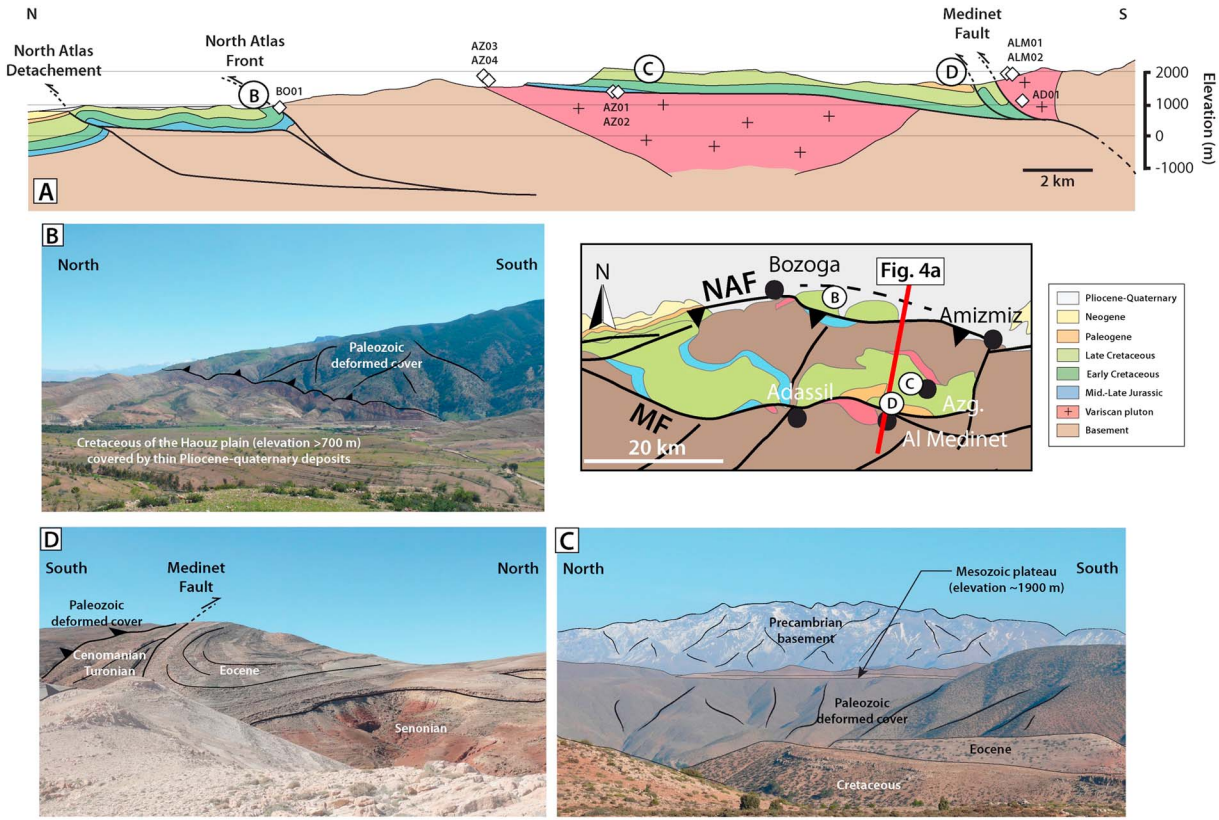 N
S
North Atlas
Detachement
North Atlas
Front
Medinet
Fault
AZ03
AZ04
ALM01
ALM02
B
BO01
C
D
AZ01
AZ02
AD01
2000
1000
0
-1000
Elevation (m)
2 km
A
B
North
South
Paleozoic
deformed cover
Cretaceous of the Haouz plain (elevation >700 m)
covered by thin Pliocene-quaternary deposits
N
NAF
Bozoga
Fig. 4a
B
Amizmiz
Adassil
C
D
Azg.
MF
Al Medinet
20 km
Pliocene-Quaternary
Neogene
Paleogene
Late Cretaceous
Early Cretaceous
Mid.-Late Jurassic
Variscan pluton
Basement
D
South
Medinet
Fault
North
Paleozoic
deformed cover
Cenomanian
Turonian
Eocene
Senonian
C
North
South
Mesozoic plateau
(elevation ~1900 m)
Precambrian
basement
Paleozoic
deformed cover
Eocene
Cretaceous